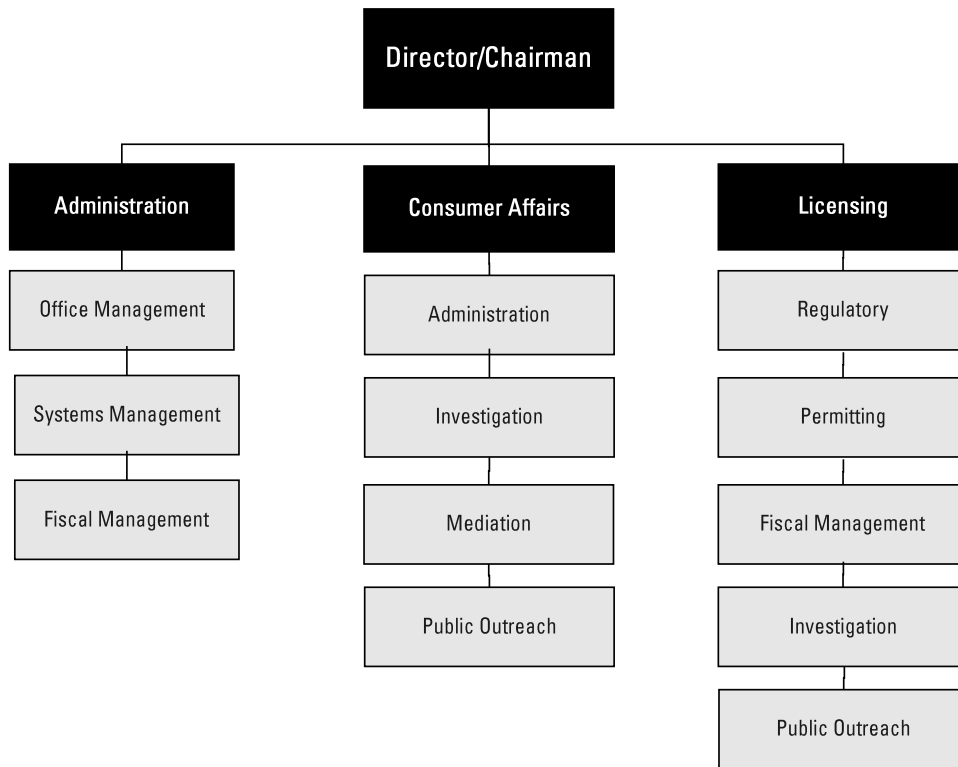 Director/Chairman
Administration
Office Management
Systems Management
Fiscal Management
Consumer Affairs
Administration
Investigation
Mediation
Public Outreach
Licensing
Regulatory
Permitting
Fiscal Management
Investigation
Public Outreach